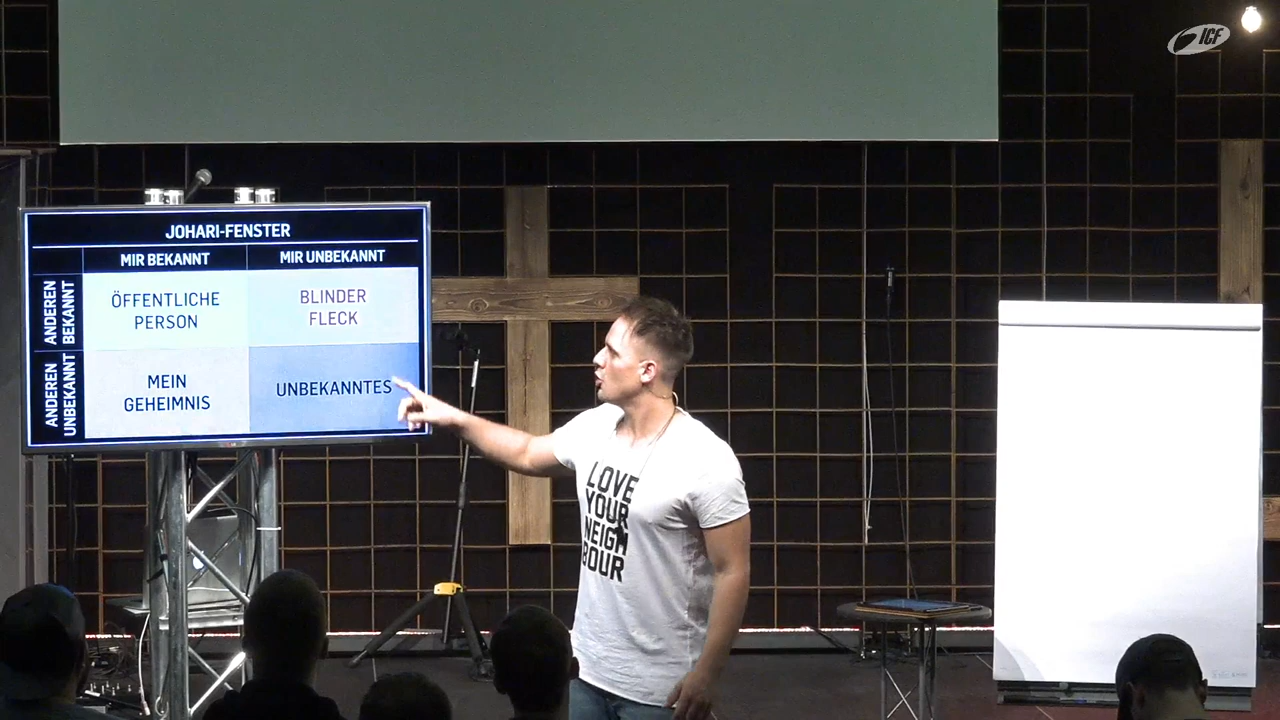 ICF
JOHARI-FENSTER
MIR BEKANNT
MIR UNBEKANNT
ANDEREN
BEKANNT
ÖFFENTLICHE
PERSON
BLINDER
FLECK
ANDEREN
UNBEKANNT
MEIN
GEHEIMNIS
UNBEKANNTES
LOVE
YOUR
NEIGH
BOUR